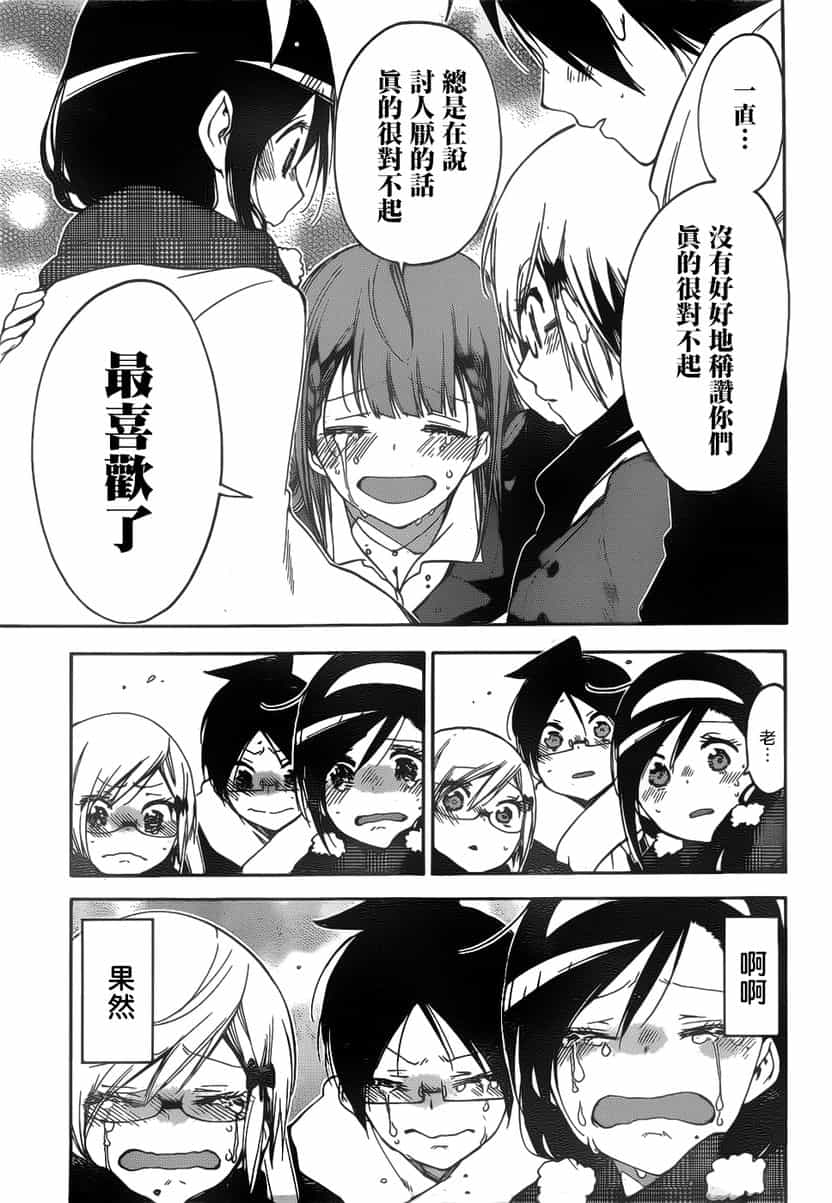 一直…
沒有好好地稱讚你們
真的很對不起
總是在說
討人厭的話
真的很對不起
最喜歡了
老…
啊啊
果然